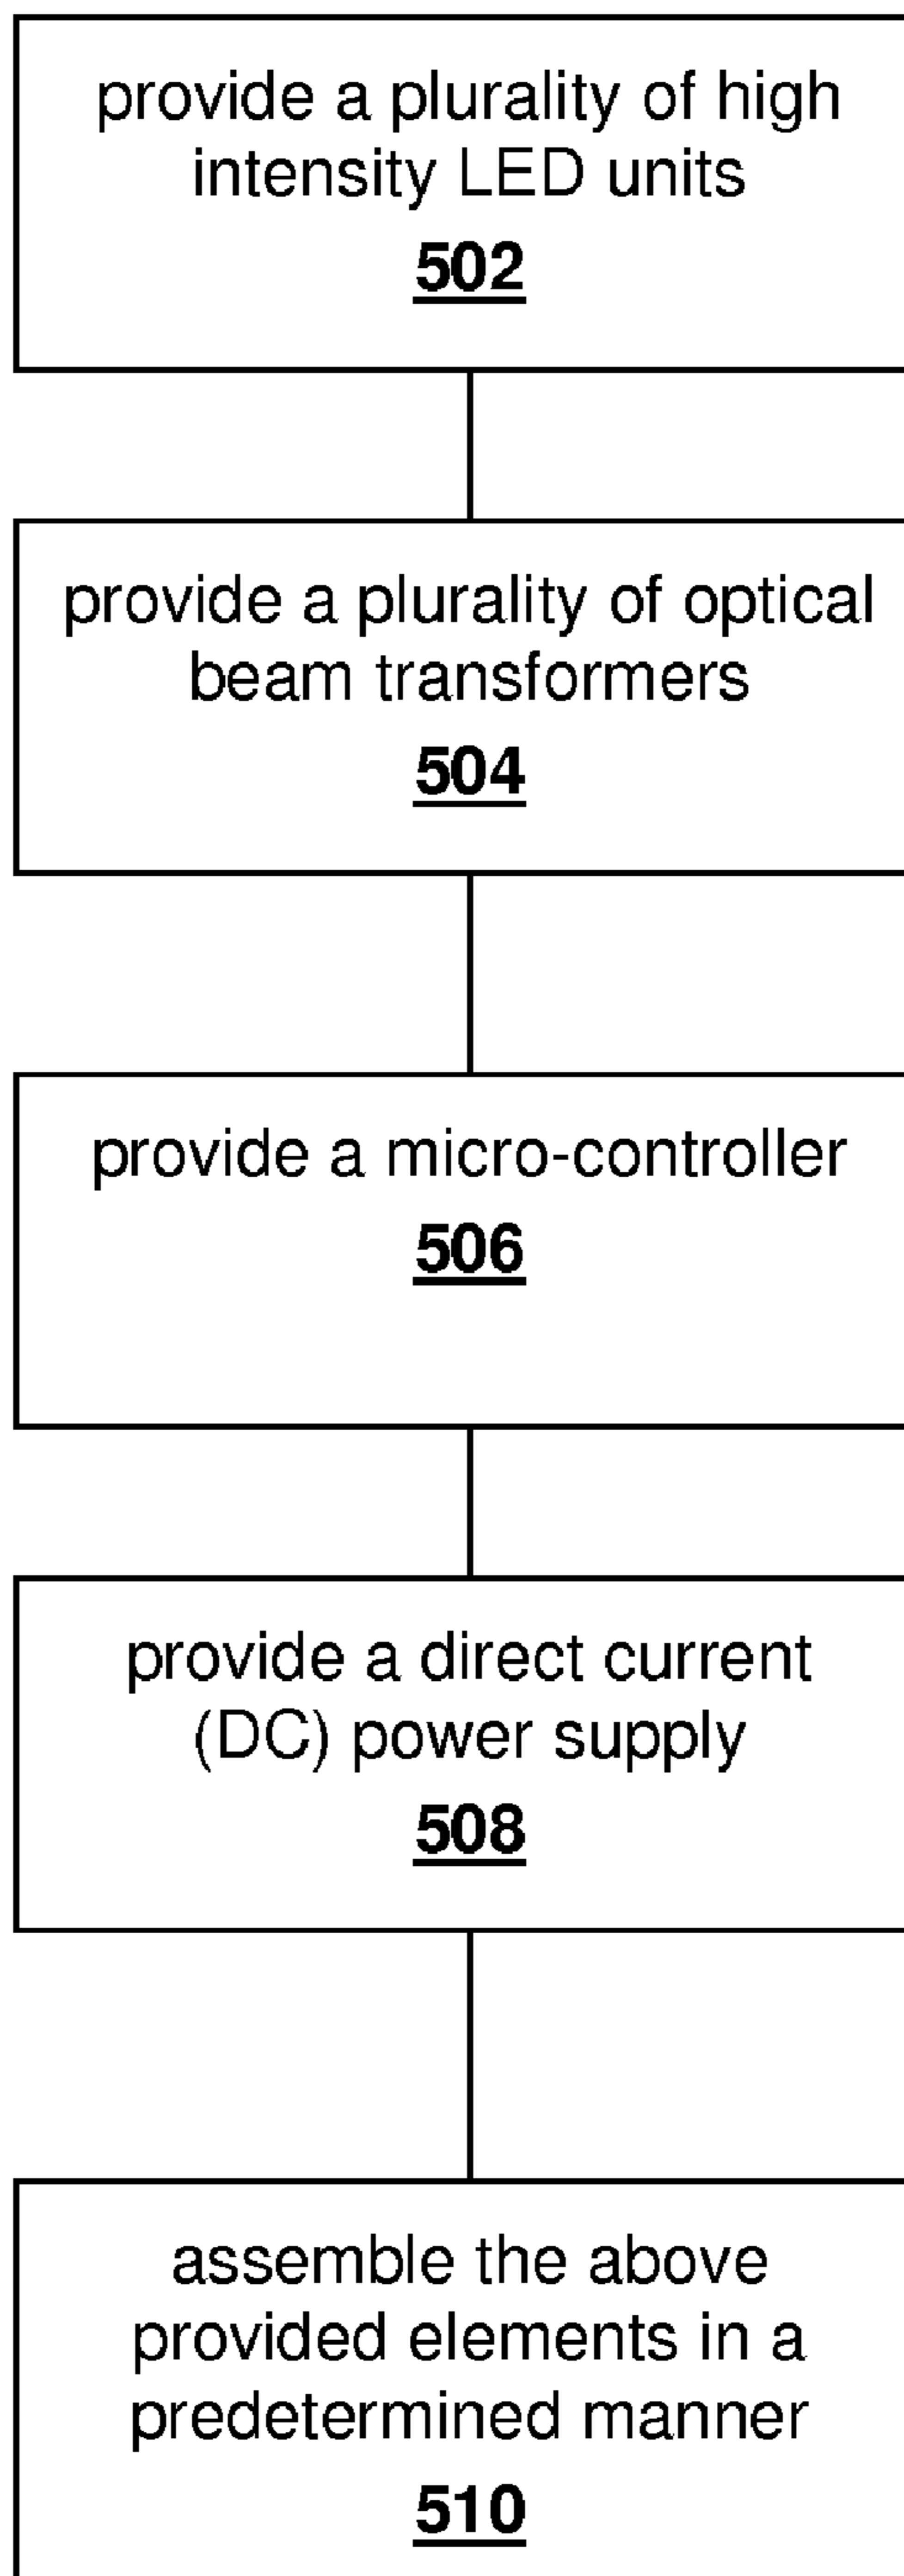 provide a plurality of high
intensity LED units
502
provide a plurality of optical
beam transformers
504
provide a micro-controller
506
provide a direct current
(DC) power supply
508
assemble the above
provided elements in a
predetermined manner
510